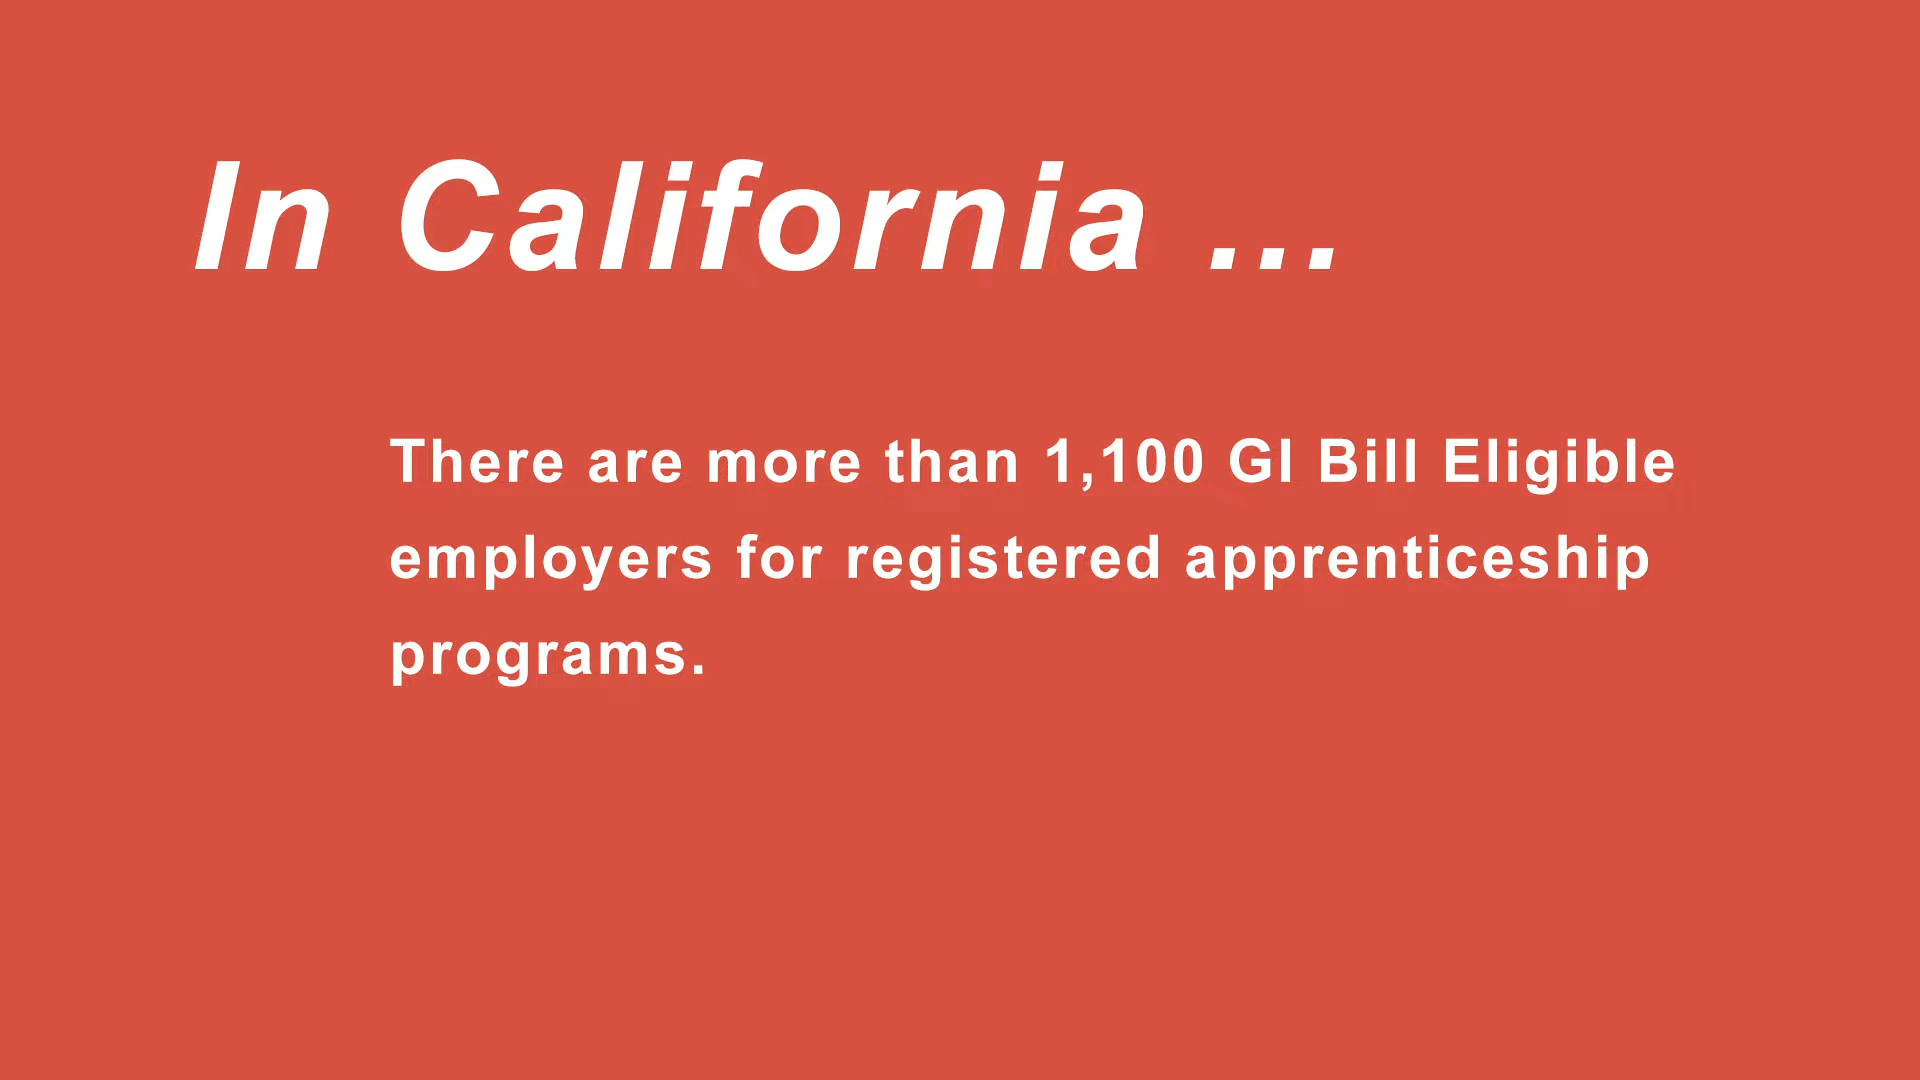 In California ...
There are more than 1,100 GI Bill Eligible
employers for registered apprenticeship
programs.